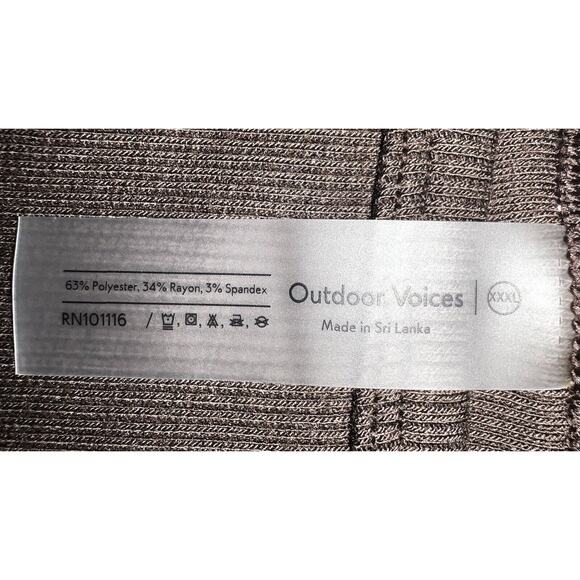 63% Polyester, 34% Rayon, 3% Spandex
RN101116 /
Outdoor Voices | XXXL
Made in Sri Lanka